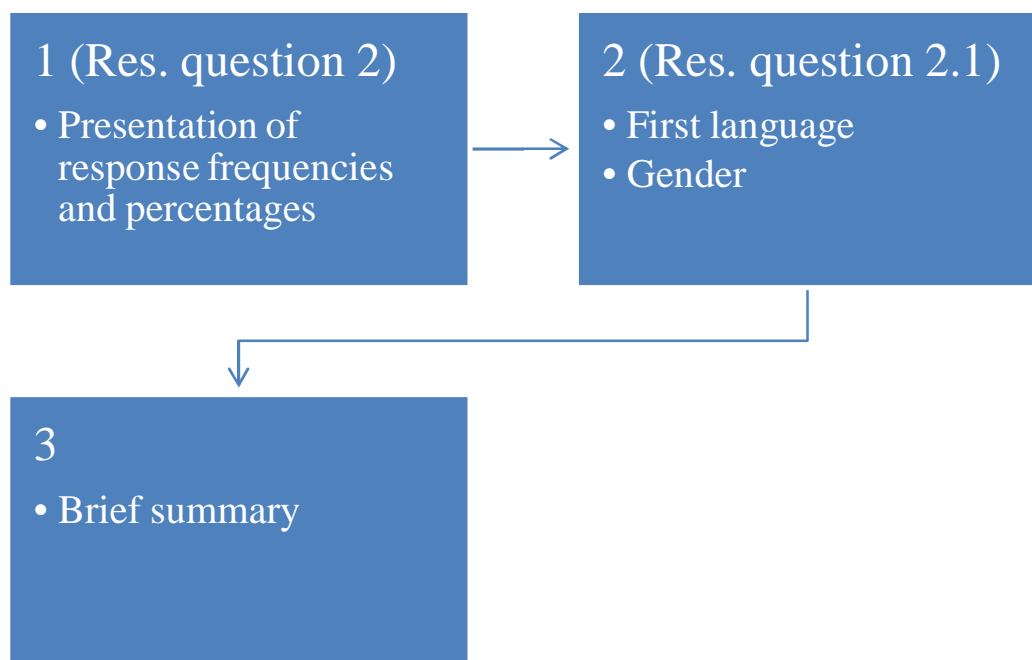 1 (Res. question 2)
• Presentation of
response frequencies
and percentages
2 (Res. question 2.1)
• First language
• Gender
3
• Brief summary